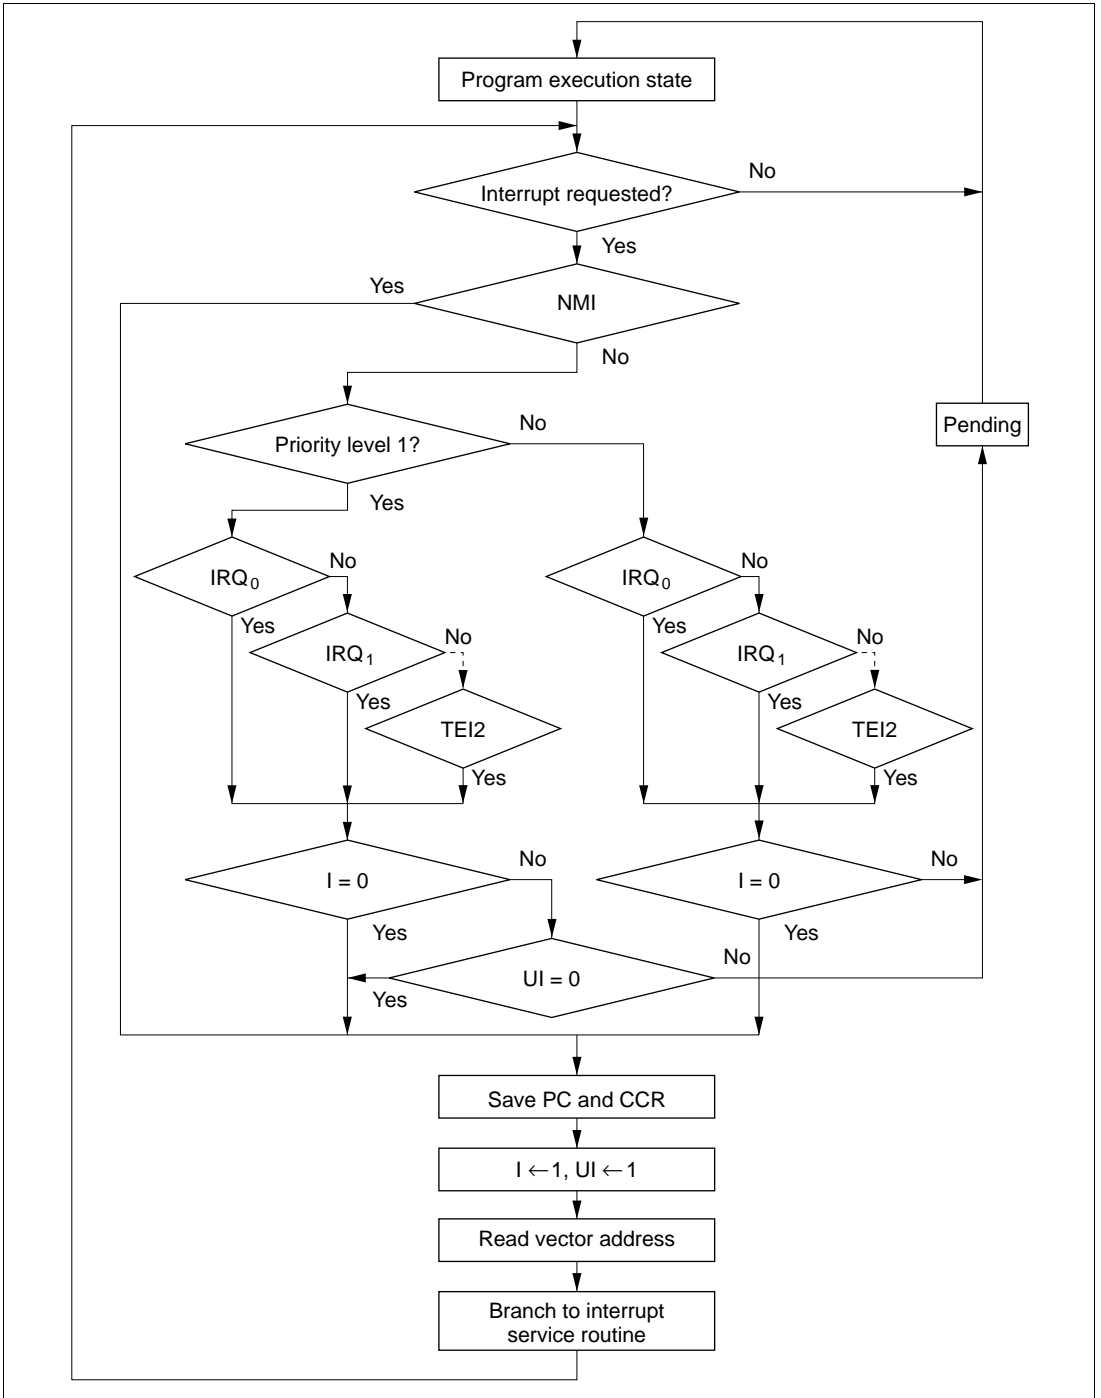 Program execution state
Interrupt requested?
No
Yes
Yes
NMI
No
Priority level 1?
No
Pending
Yes
IRQ0
No
IRQ0
No
Yes
IRQ1
No
Yes
IRQ1
No
Yes
TEI2
Yes
TEI2
Yes
Yes
I = 0
No
I = 0
No
Yes
Yes
UI = 0
No
Yes
Save PC and CCR
I ← 1, UI ← 1
Read vector address
Branch to interrupt
service routine